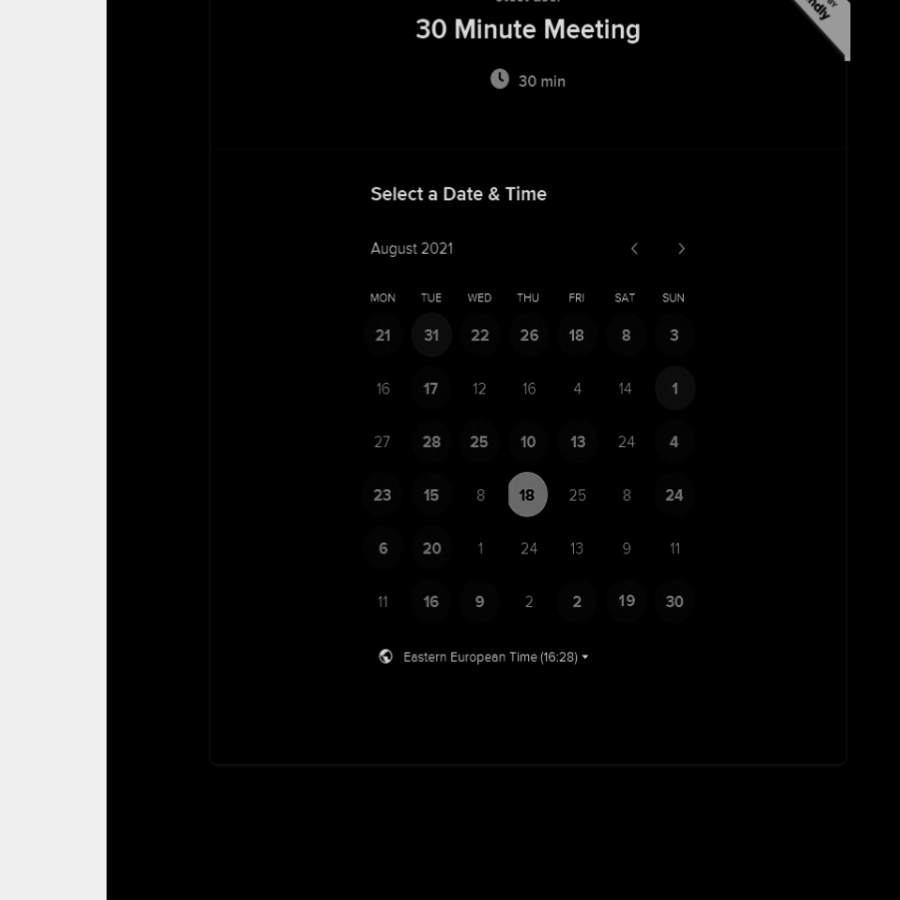 30 Minute Meeting
30 min
Select a Date & Time
August 2021
MON TUE WED THU FRI SAT SUN
21 31 22 26 18 8 3
16 17 12 16 4 14 1
27 28 25 10 13 24 4
23 15 8 18 25 8 24
6 20 1 24 13 9 11
11 16 9 2 2 19 30
Eastern European Time (16:28)